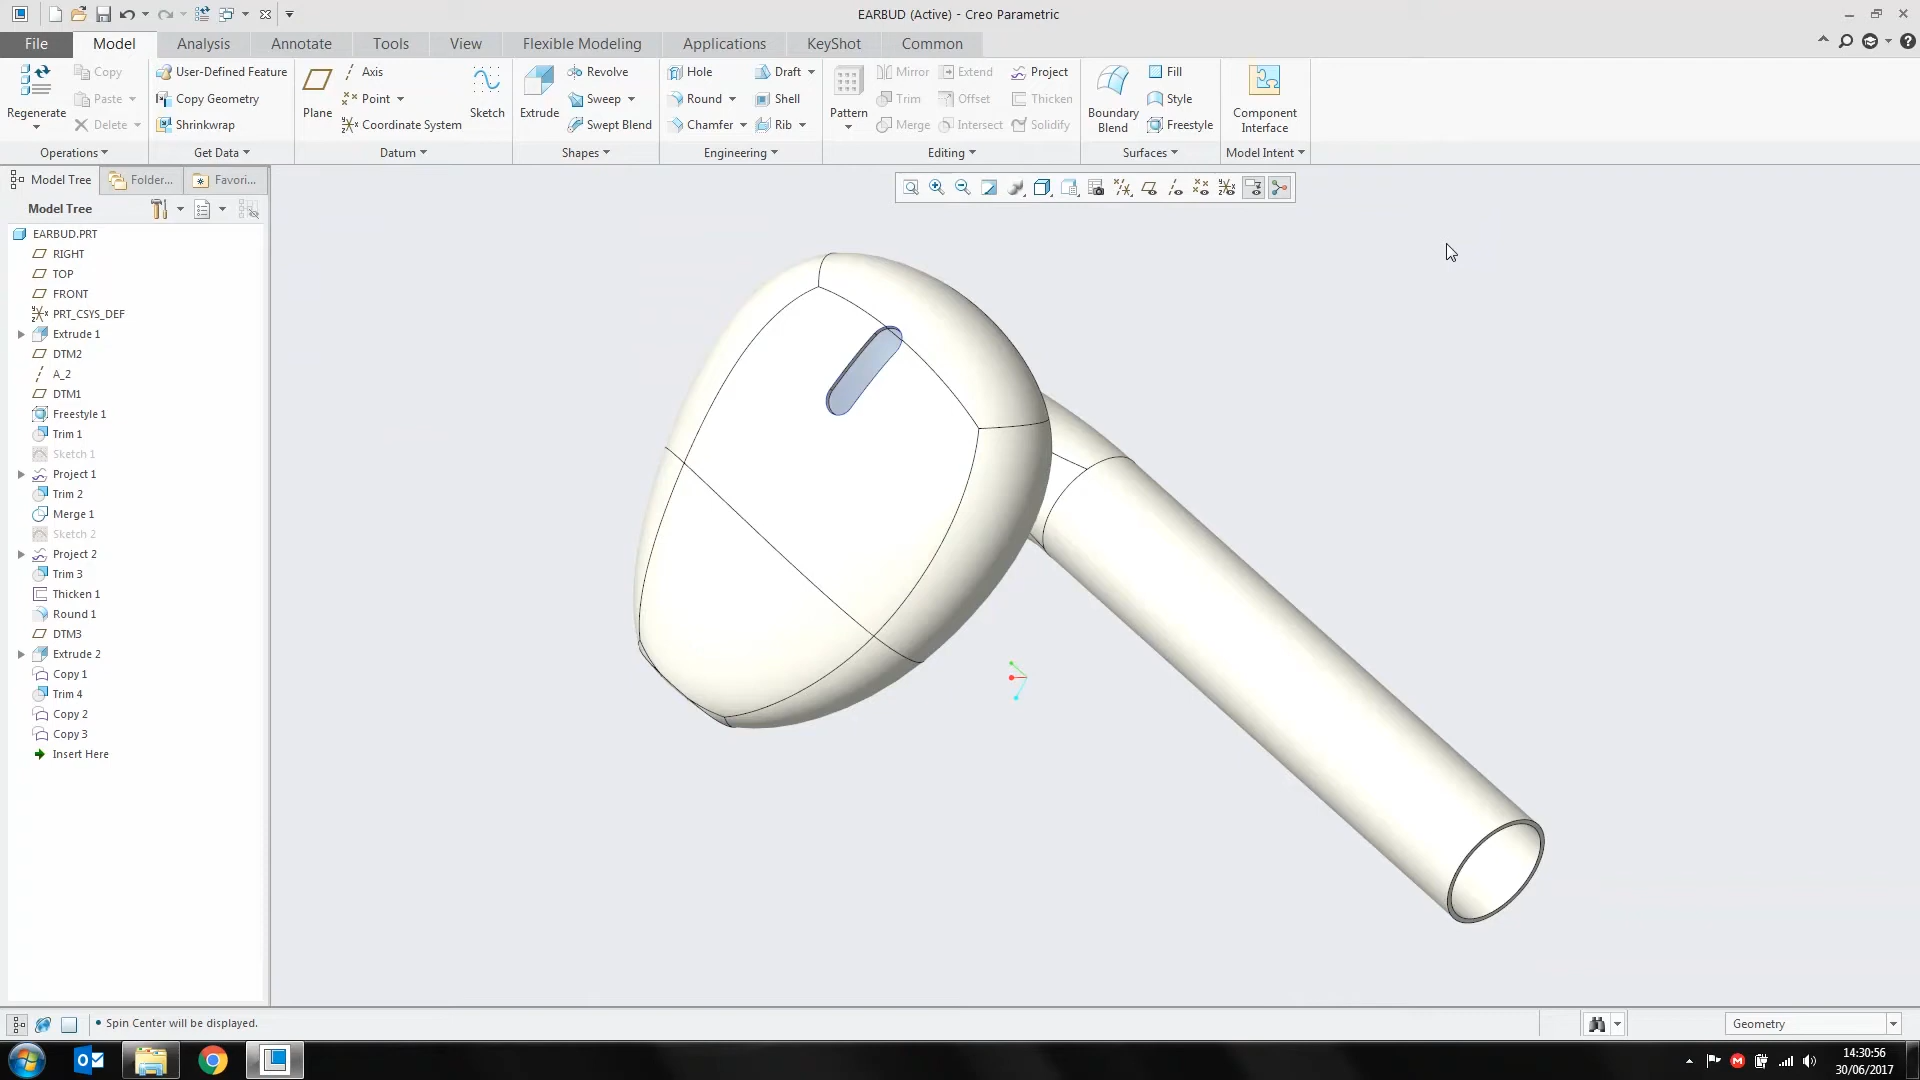 EARBUD (Active) - Creo Parametric
File Model Analysis Annotate Tools View Flexible Modeling Applications KeyShot Common
Regenerate
Copy
Paste
Delete
Operations
User-Defined Feature
Copy Geometry
Shrinkwrap
Get Data
Plane
Axis
Point
Coordinate System
Sketch
Datum
Extrude
Revolve
Sweep
Swept Blend
Shapes
Hole
Round
Chamfer
Draft
Shell
Rib
Engineering
Pattern
Mirror
Trim
Merge
Extend
Offset
Intersect
Project
Thicken
Solidify
Editing
Boundary
Blend
Fill
Style
Freestyle
Surfaces
Component
Interface
Model Intent
Model Tree Folder... Favori...
Model Tree
EARBUD.PRT
RIGHT
TOP
FRONT
PRT_CSYS_DEF
Extrude 1
DTM2
A_2
DTM1
Freestyle 1
Trim 1
Sketch 1
Project 1
Trim 2
Merge 1
Sketch 2
Project 2
Trim 3
Thicken 1
Round 1
DTM3
Extrude 2
Copy 1
Trim 4
Copy 2
Copy 3
Insert Here
• Spin Center will be displayed.
Geometry
14:30:56
30/06/2017